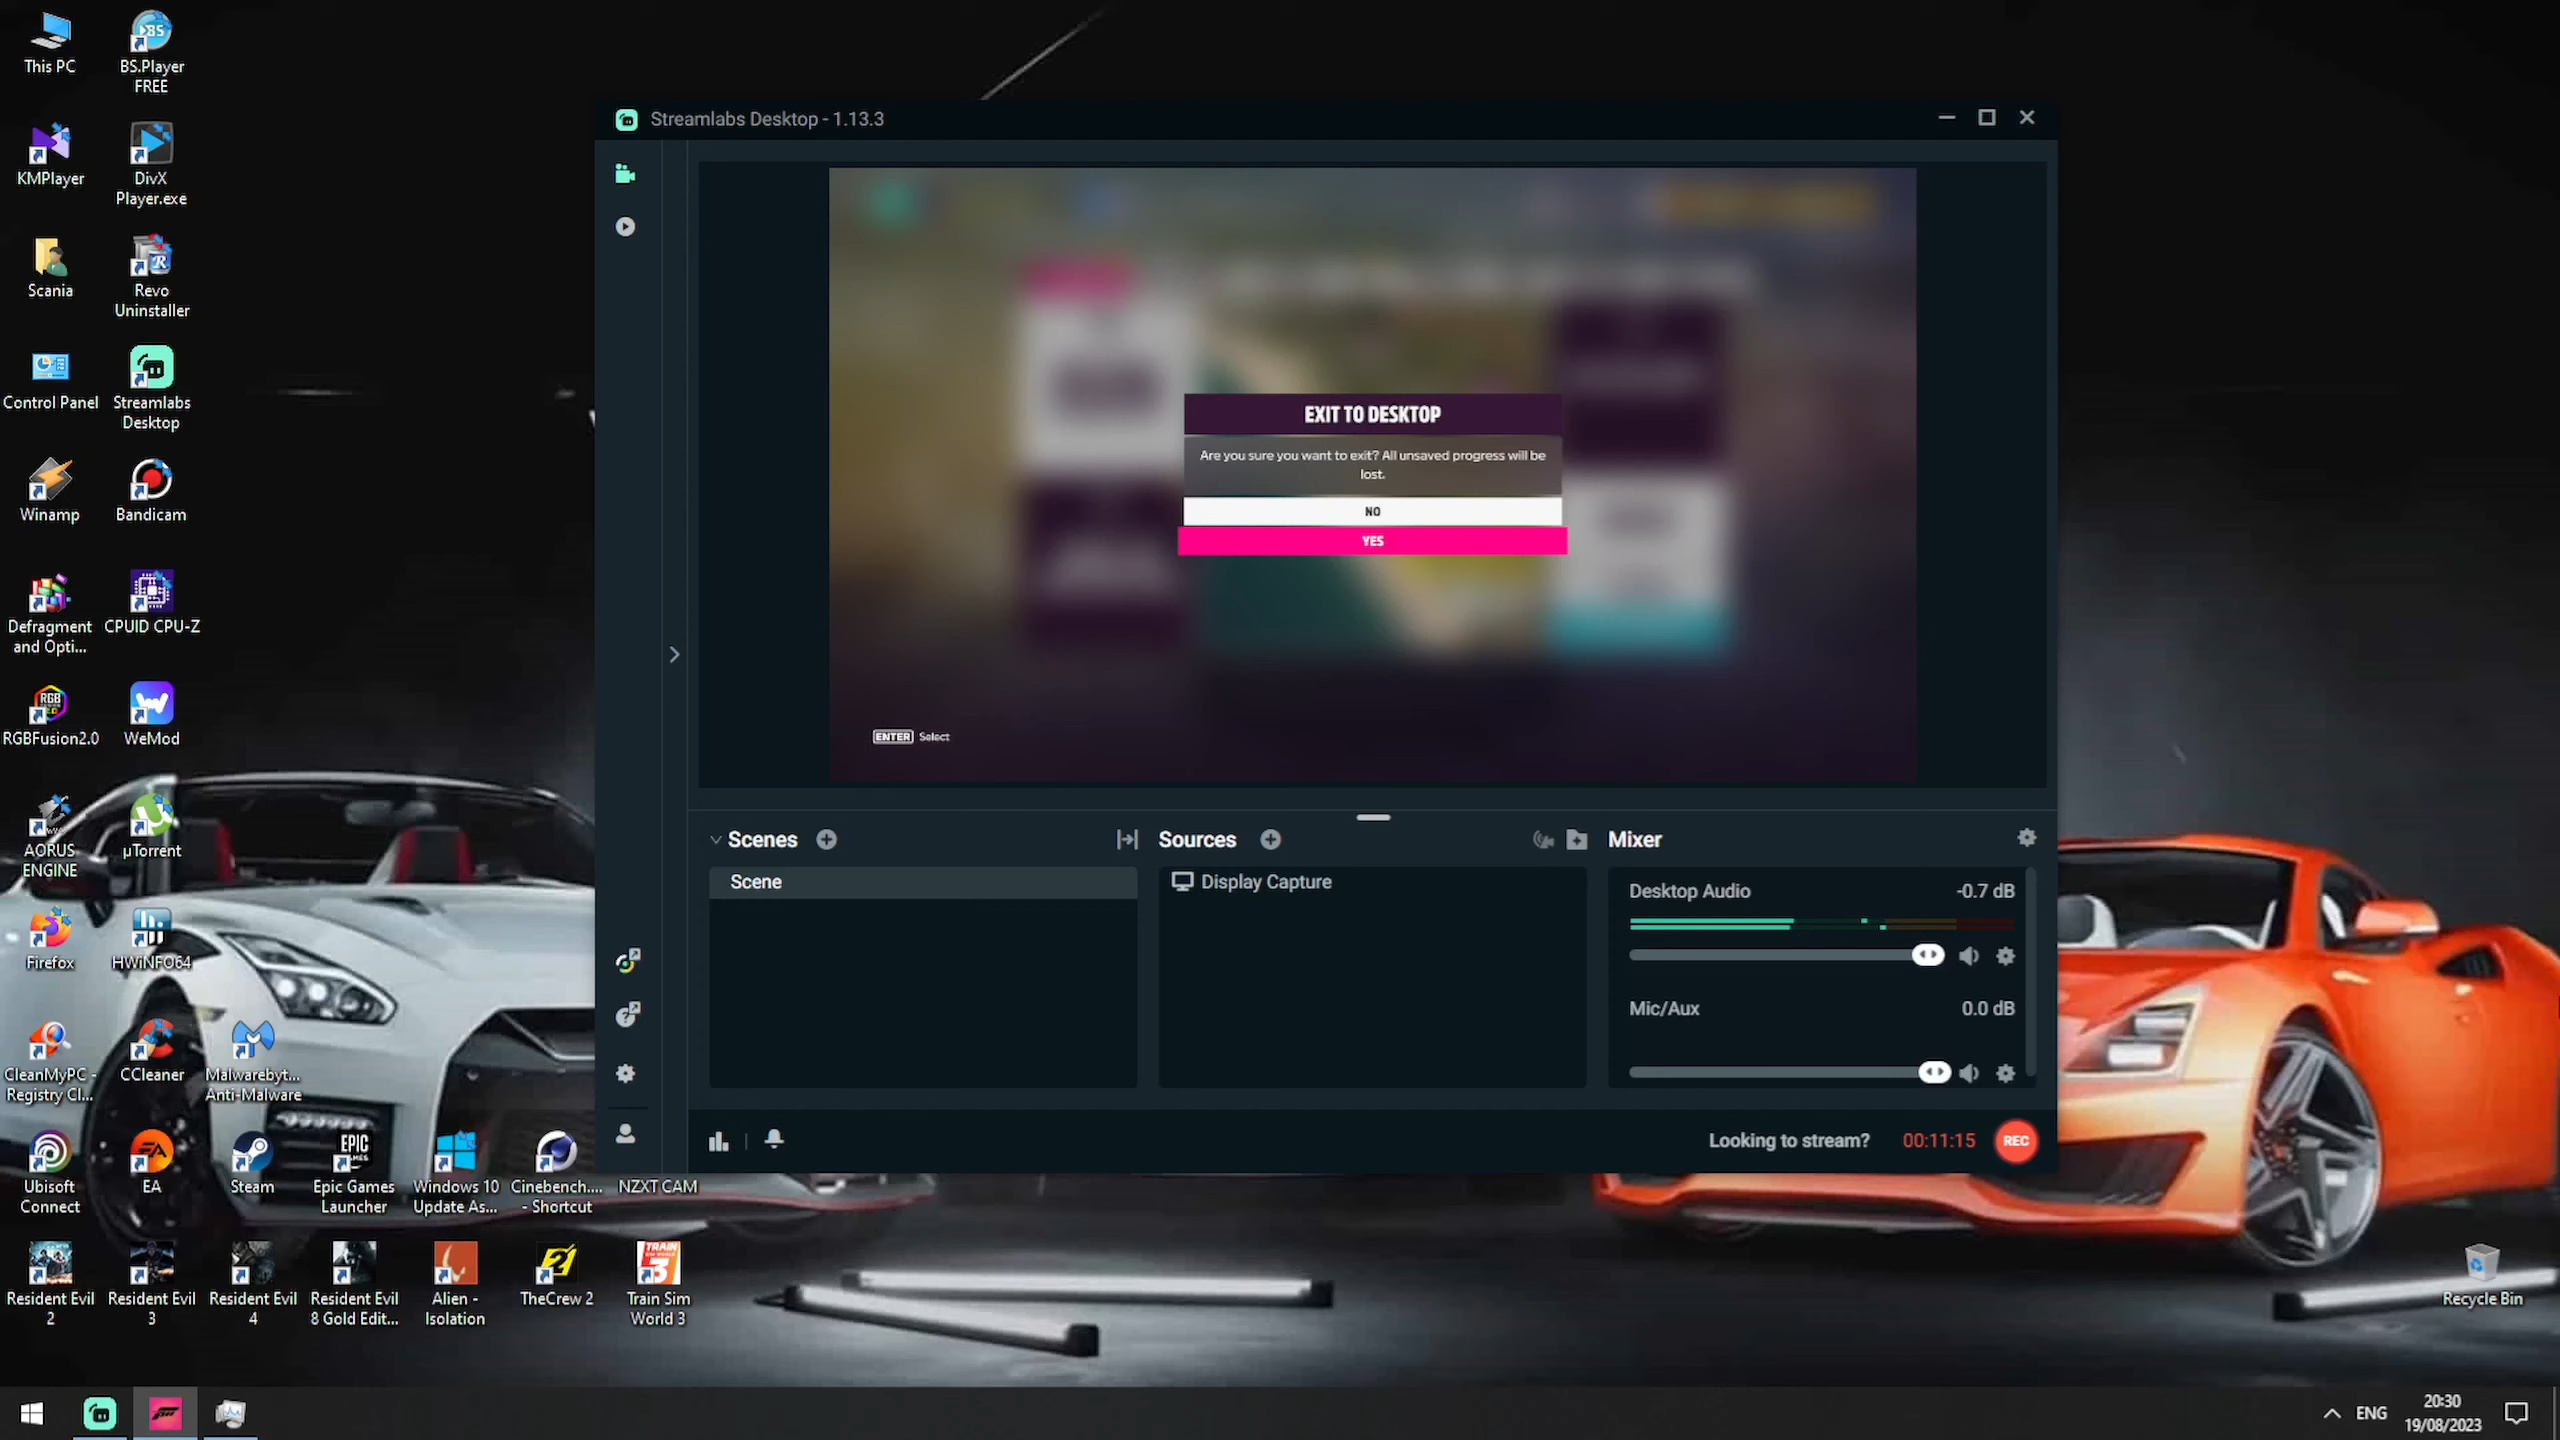 This PC
BS.Player
FREE
KMPlayer
DivX
Player.exe
Scania
Revo
Uninstaller
Control Panel
Streamlabs
Desktop
Winamp
Bandicam
Defragment
and Opti...
CPUID CPU-Z
RGBFusion2.0
WeMod
AORUS
ENGINE
µTorrent
Firefox
HWiNFO64
CleanMyPC -
Registry Cl...
CCleaner
Malwarebyt...
Anti-Malware
Ubisoft
Connect
EA
Steam
Epic Games
Launcher
Windows 10
Update As...
Cinebench....
- Shortcut
NZXT CAM
Resident Evil
2
Resident Evil
3
Resident Evil
4
Resident Evil
8 Gold Edit...
Alien -
Isolation
TheCrew 2
Train Sim
World 3
Streamlabs Desktop - 1.13.3
EXIT TO DESKTOP
Are you sure you want to exit? All unsaved progress will be
lost.
NO
YES
ENTER Select
Scenes
Scene
Sources
Display Capture
Mixer
Desktop Audio -0.7 dB
Mic/Aux 0.0 dB
Looking to stream? 00:11:15 REC
Recycle Bin
ENG
20:30
19/08/2023